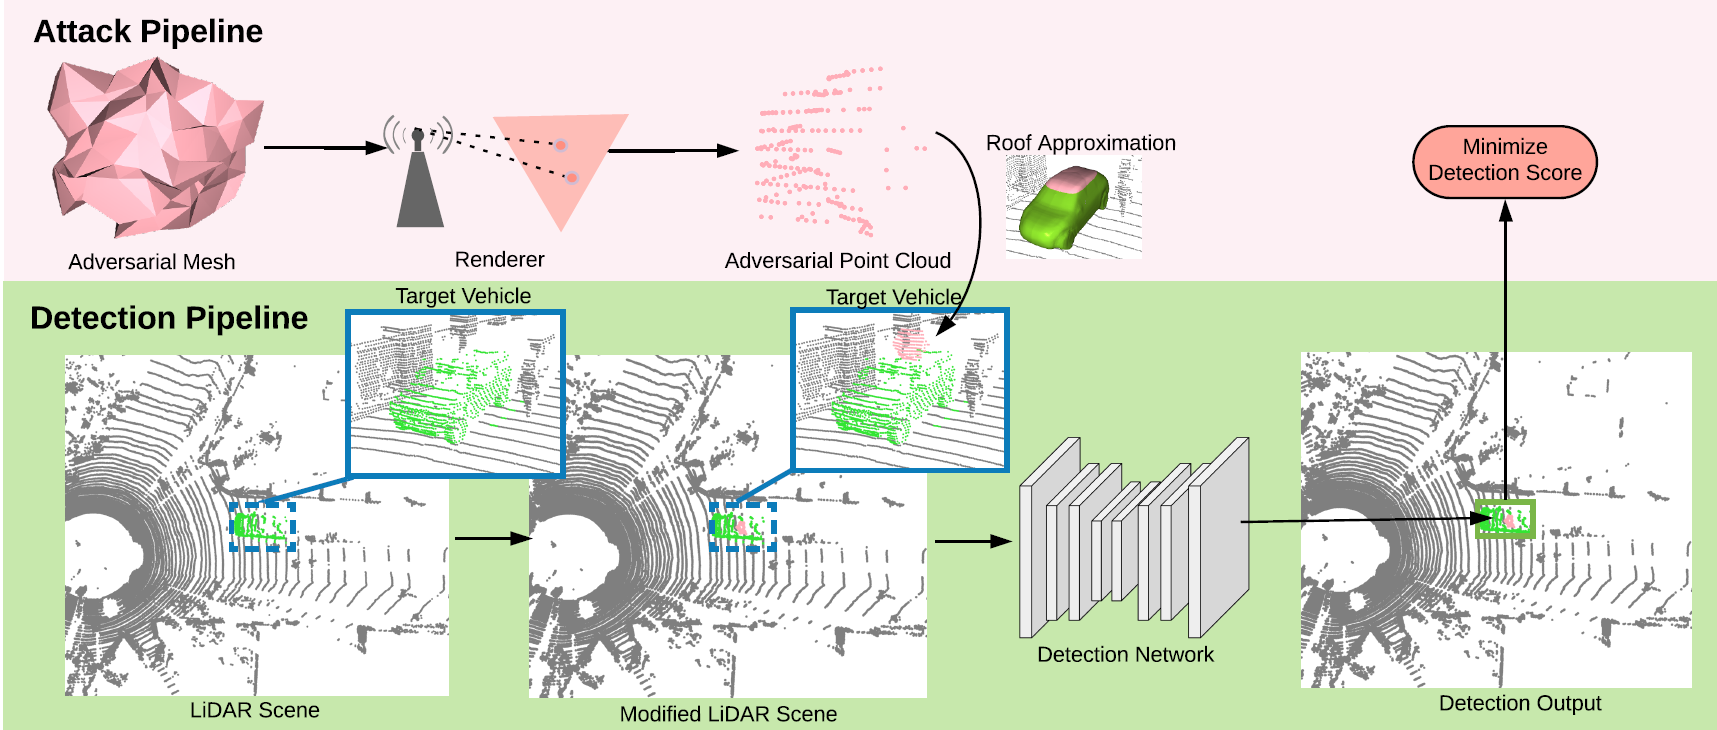 Attack Pipeline
Adversarial Mesh
Renderer
Adversarial Point Cloud
Roof Approximation
Minimize
Detection Score
Detection Pipeline
Target Vehicle
Target Vehicle
LiDAR Scene
Modified LiDAR Scene
Detection Network
Detection Output